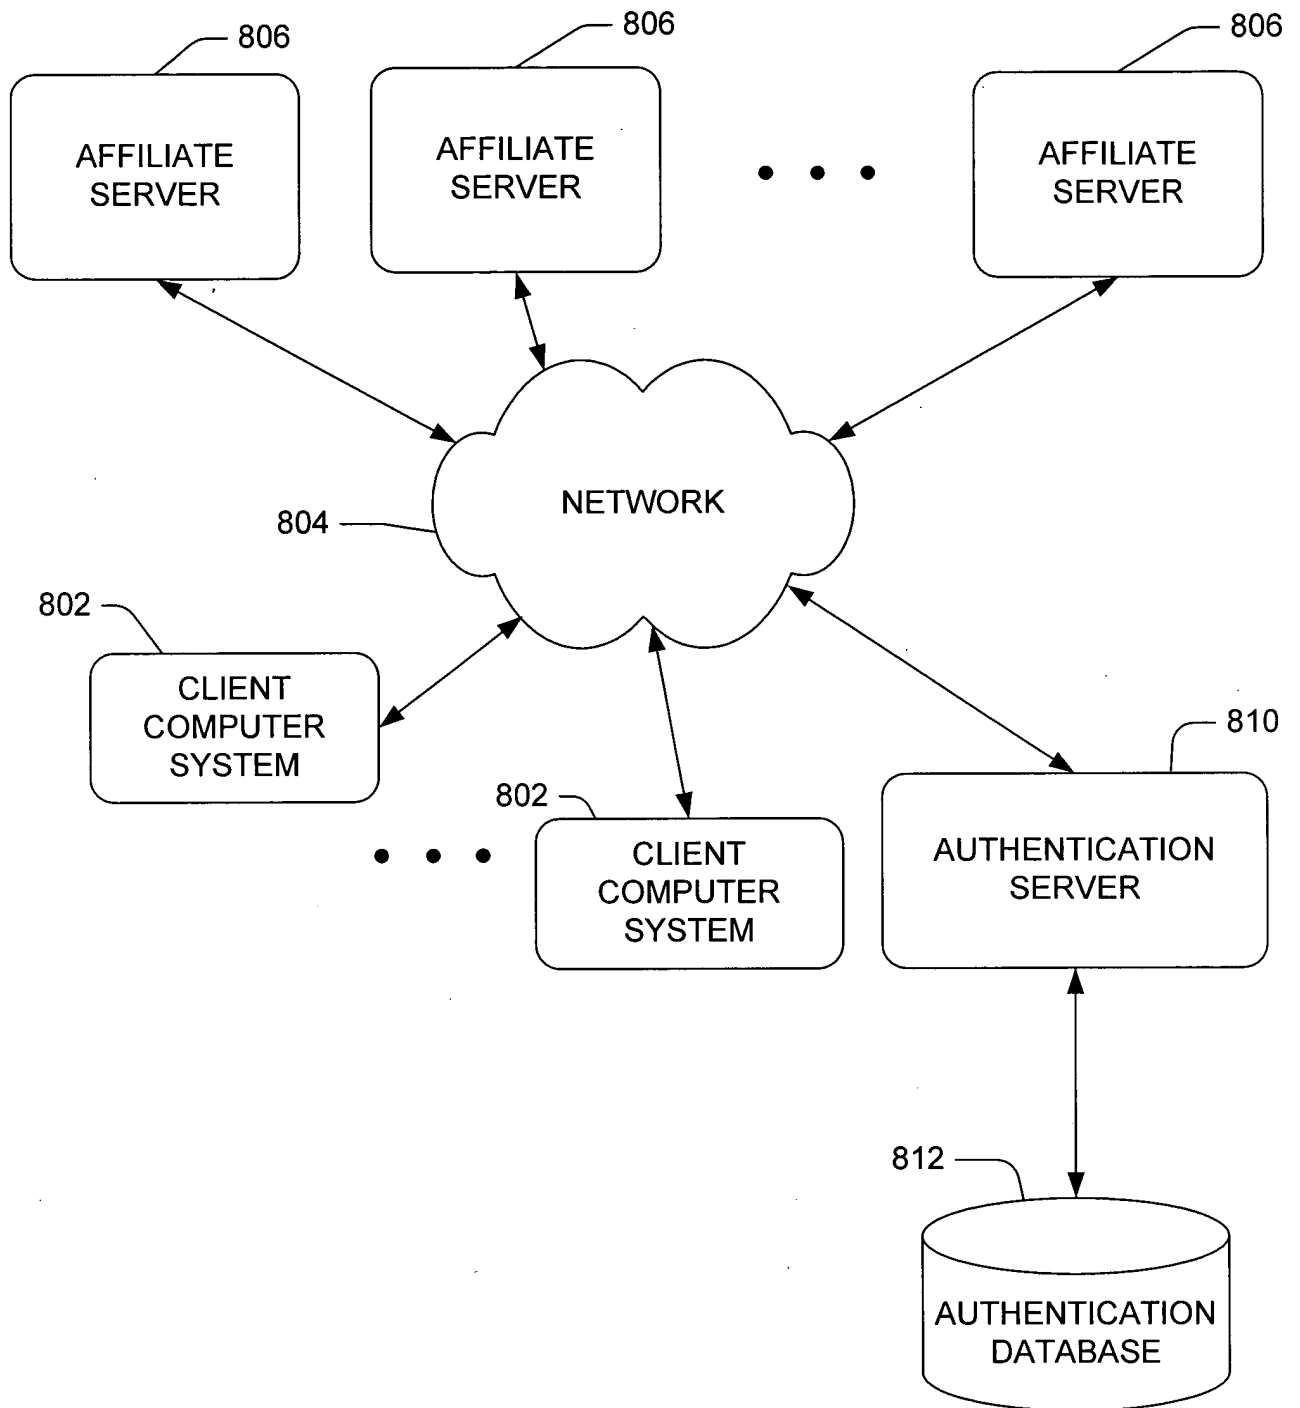 806
806
806
AFFILIATE
SERVER
AFFILIATE
SERVER
AFFILIATE
SERVER
NETWORK
804
802
CLIENT
COMPUTER
SYSTEM
810
802
CLIENT
COMPUTER
SYSTEM
AUTHENTICATION
SERVER
812
AUTHENTICATION
DATABASE